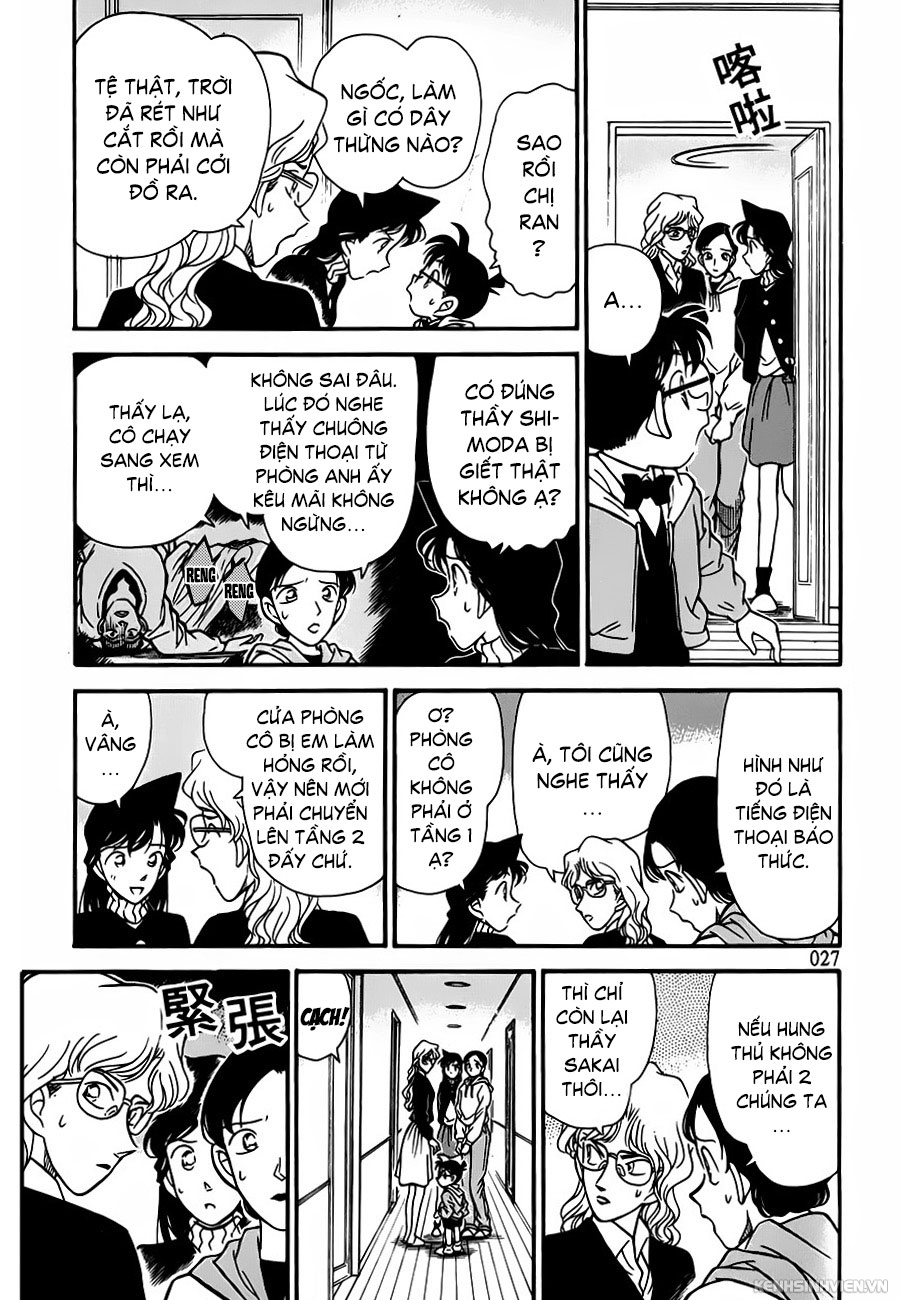 喀
啦
A...
SAO
RỒI
CHỊ
RAN
?
NGỐC, LÀM
GÌ CÓ DÂY
THỪNG NÀO?
TỆ THẬT, TRỜI
ĐÃ RÉT NHƯ
CẮT RỒI MÀ
CÒN PHẢI CỞI
ĐỒ RA.
CÓ ĐÚNG
THẦY SHI-
MODA BỊ
GIẾT THẬT
KHÔNG Ạ?
KHÔNG SAI ĐÂU.
LÚC ĐÓ NGHE
THẤY CHUÔNG
ĐIỆN THOẠI TỪ
PHÒNG ANH ẤY
KÊU MÃI KHÔNG
NGỪNG...
THẤY LẠ,
CÔ CHẠY
SANG XEM
THÌ...
RENG
RENG
HÌNH NHƯ
ĐÓ LÀ
TIẾNG ĐIỆN
THOẠI BÁO
THỨC.
À, TÔI CŨNG
NGHE THẤY
...
Ơ?
PHÒNG
CÔ
KHÔNG
PHẢI Ở
TẦNG 1
Ạ?
CỬA PHÒNG
CÔ BỊ EM LÀM
HỎNG RỒI,
VẬY NÊN MỚI
PHẢI CHUYỂN
LÊN TẦNG 2
ĐẤY CHỨ.
À,
VÂNG
...
027
NẾU HUNG
THỦ KHÔNG
PHẢI 2
CHÚNG TA
...
THÌ CHỈ
CÒN LẠI
THẦY
SAKAI
THÔI...
CẠCH!
緊張
KENHSINHVIEN.VN